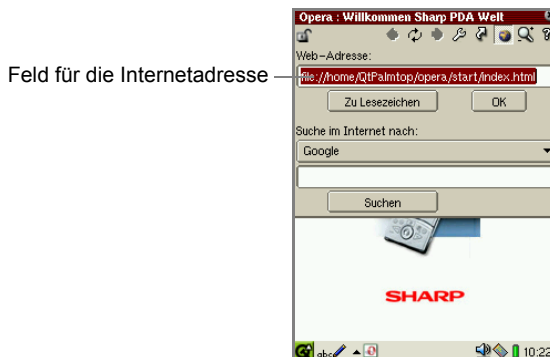 Opera : Willkommen Sharp PDA Welt
Web-Adresse:
Feld für die Internetadresse
file://home/QtPalmtop/opera/start/index.html
Zu Lesezeichen
OK
Suche im Internet nach:
Google
Suchen
SHARP
abc
10:22